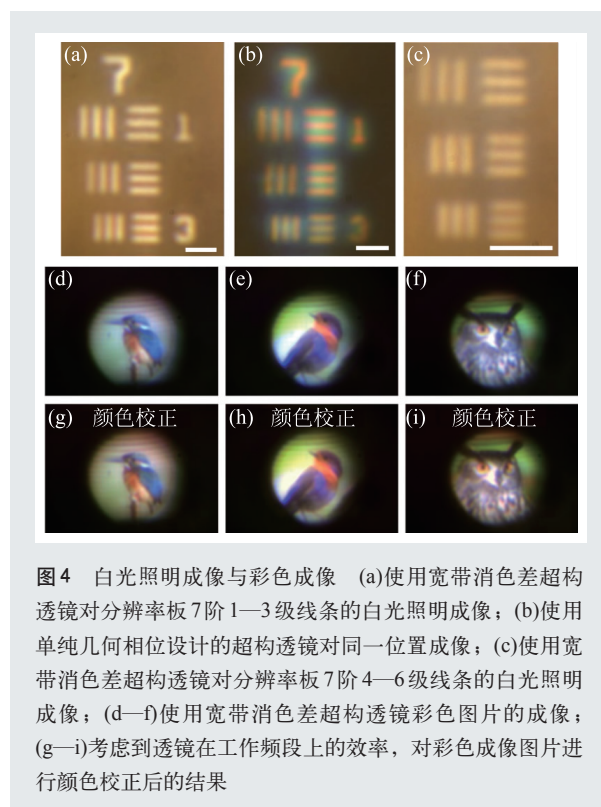 (a) (b) (c)
7
1
3
(d) (e) (f)
(g) 颜色校正 (h) 颜色校正 (i) 颜色校正
7
1
3
图4 白光照明成像与彩色成像 (a)使用宽带消色差超构
透镜对分辨率板7阶1—3级线条的白光照明成像；(b)使用
单纯几何相位设计的超构透镜对同一位置成像；(c)使用宽
带消色差超构透镜对分辨率板7阶4—6级线条的白光照明
成像；(d—f)使用宽带消色差超构透镜彩色图片的成像；
(g—i)考虑到透镜在工作频段上的效率，对彩色成像图片进
行颜色校正后的结果